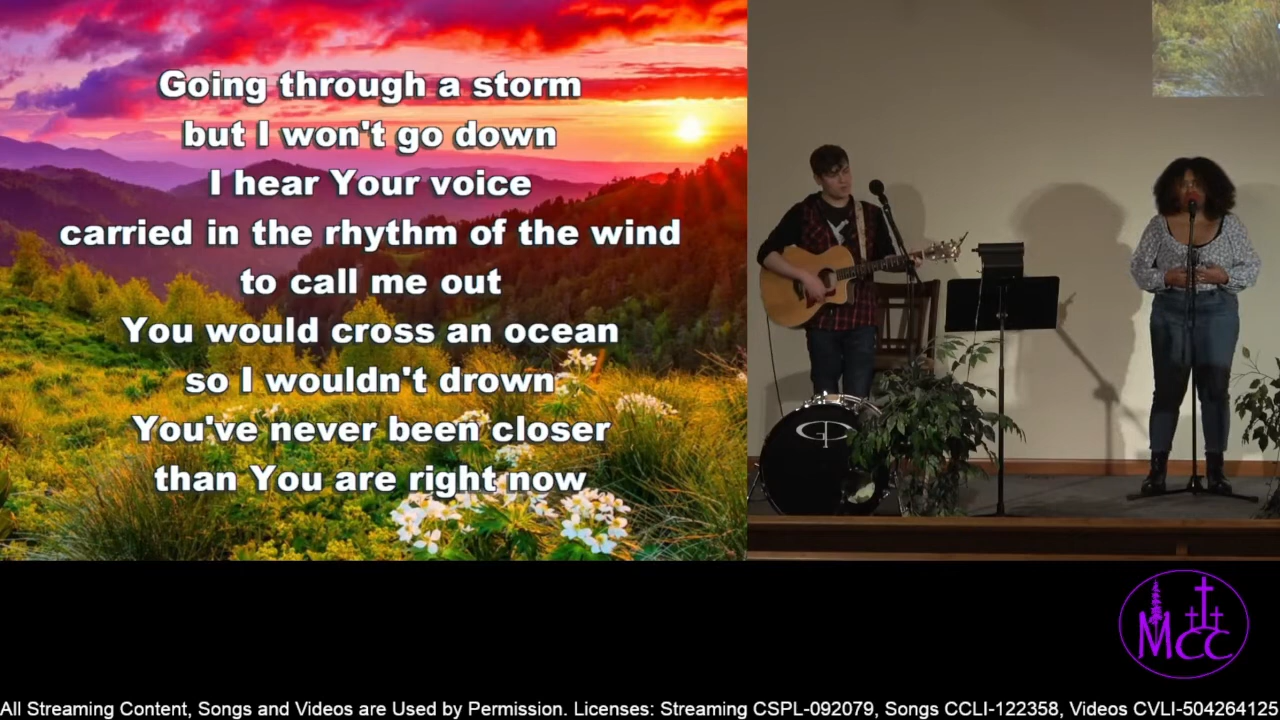 Going through a storm
but I won't go down
I hear Your voice
carried in the rhythm of the wind
to call me out
You would cross an ocean
so I wouldn't drown
You've never been closer
than You are right now
GP
MCC
All Streaming Content, Songs and Videos are Used by Permission. Licenses: Streaming CSPL-092079, Songs CCLI-122358, Videos CVLI-504264125